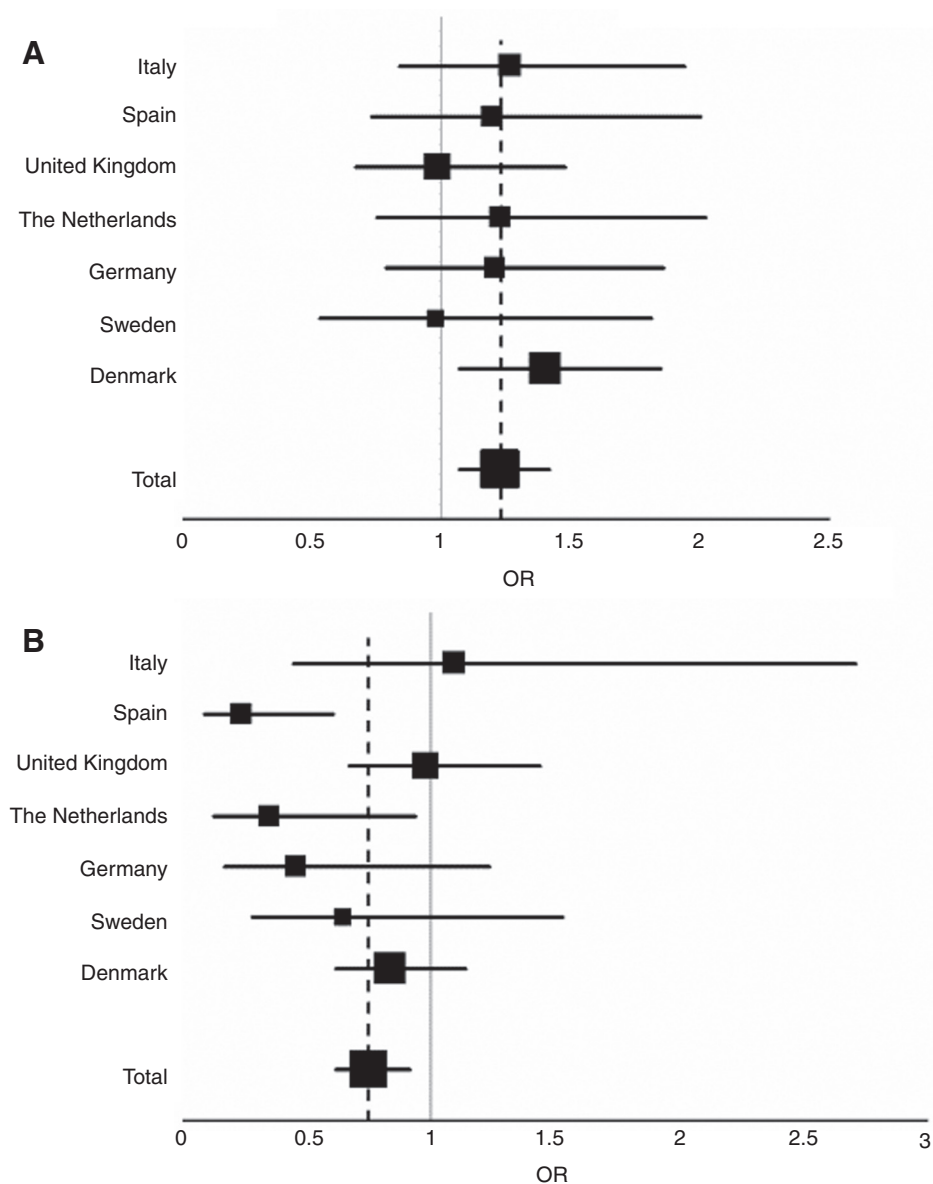 A
Italy
Spain
United Kingdom
The Netherlands
Germany
Sweden
Denmark
Total
0 0.5 1 1.5 2 2.5
OR
B
Italy
Spain
United Kingdom
The Netherlands
Germany
Sweden
Denmark
Total
0 0.5 1 1.5 2 2.5 3
OR